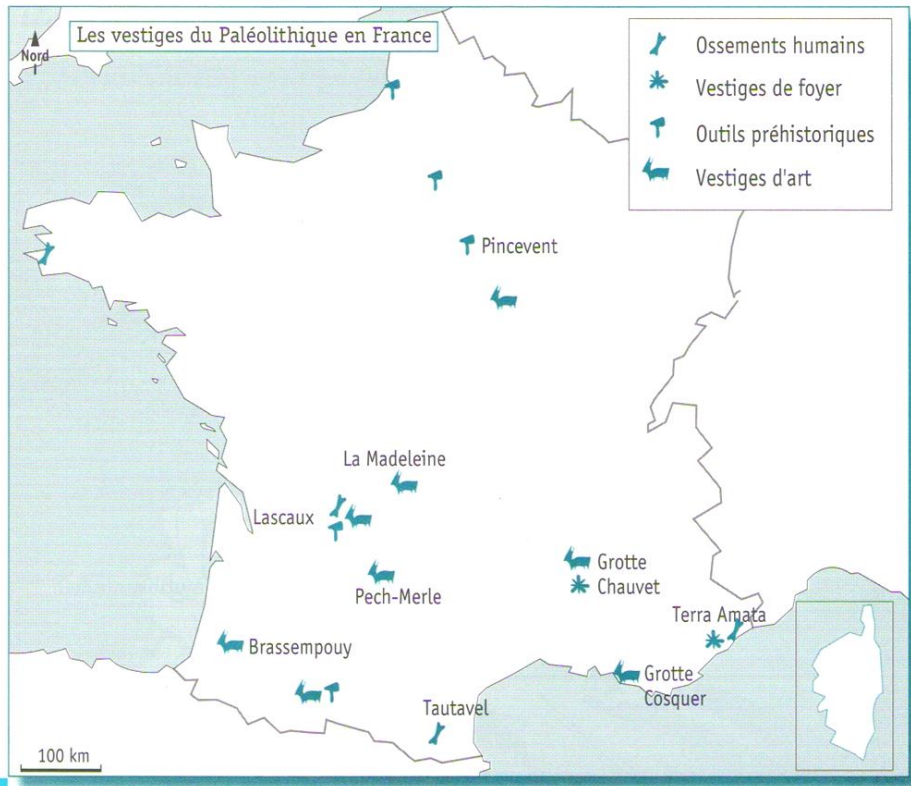 Les vestiges du Paléolithique en France
Nord
Ossements humains
Vestiges de foyer
Outils préhistoriques
Vestiges d'art
Pincevent
La Madeleine
Lascaux
Pech-Merle
Grotte
Chauvet
Terra Amata
Brassempouy
Grotte
Cosquer
Tautavel
100 km